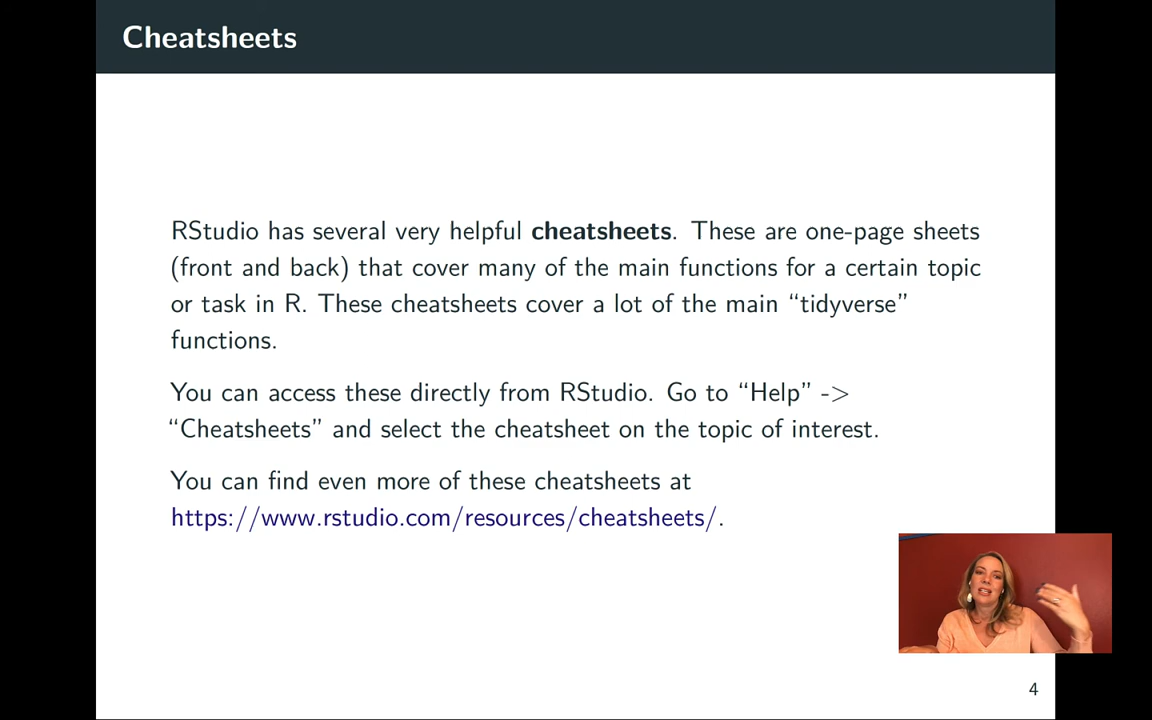 Cheatsheets
RStudio has several very helpful cheatsheets. These are one-page sheets
(front and back) that cover many of the main functions for a certain topic
or task in R. These cheatsheets cover a lot of the main “tidyverse”
functions.
You can access these directly from RStudio. Go to “Help” ->
“Cheatsheets” and select the cheatsheet on the topic of interest.
You can find even more of these cheatsheets at
https://www.rstudio.com/resources/cheatsheets/.
4